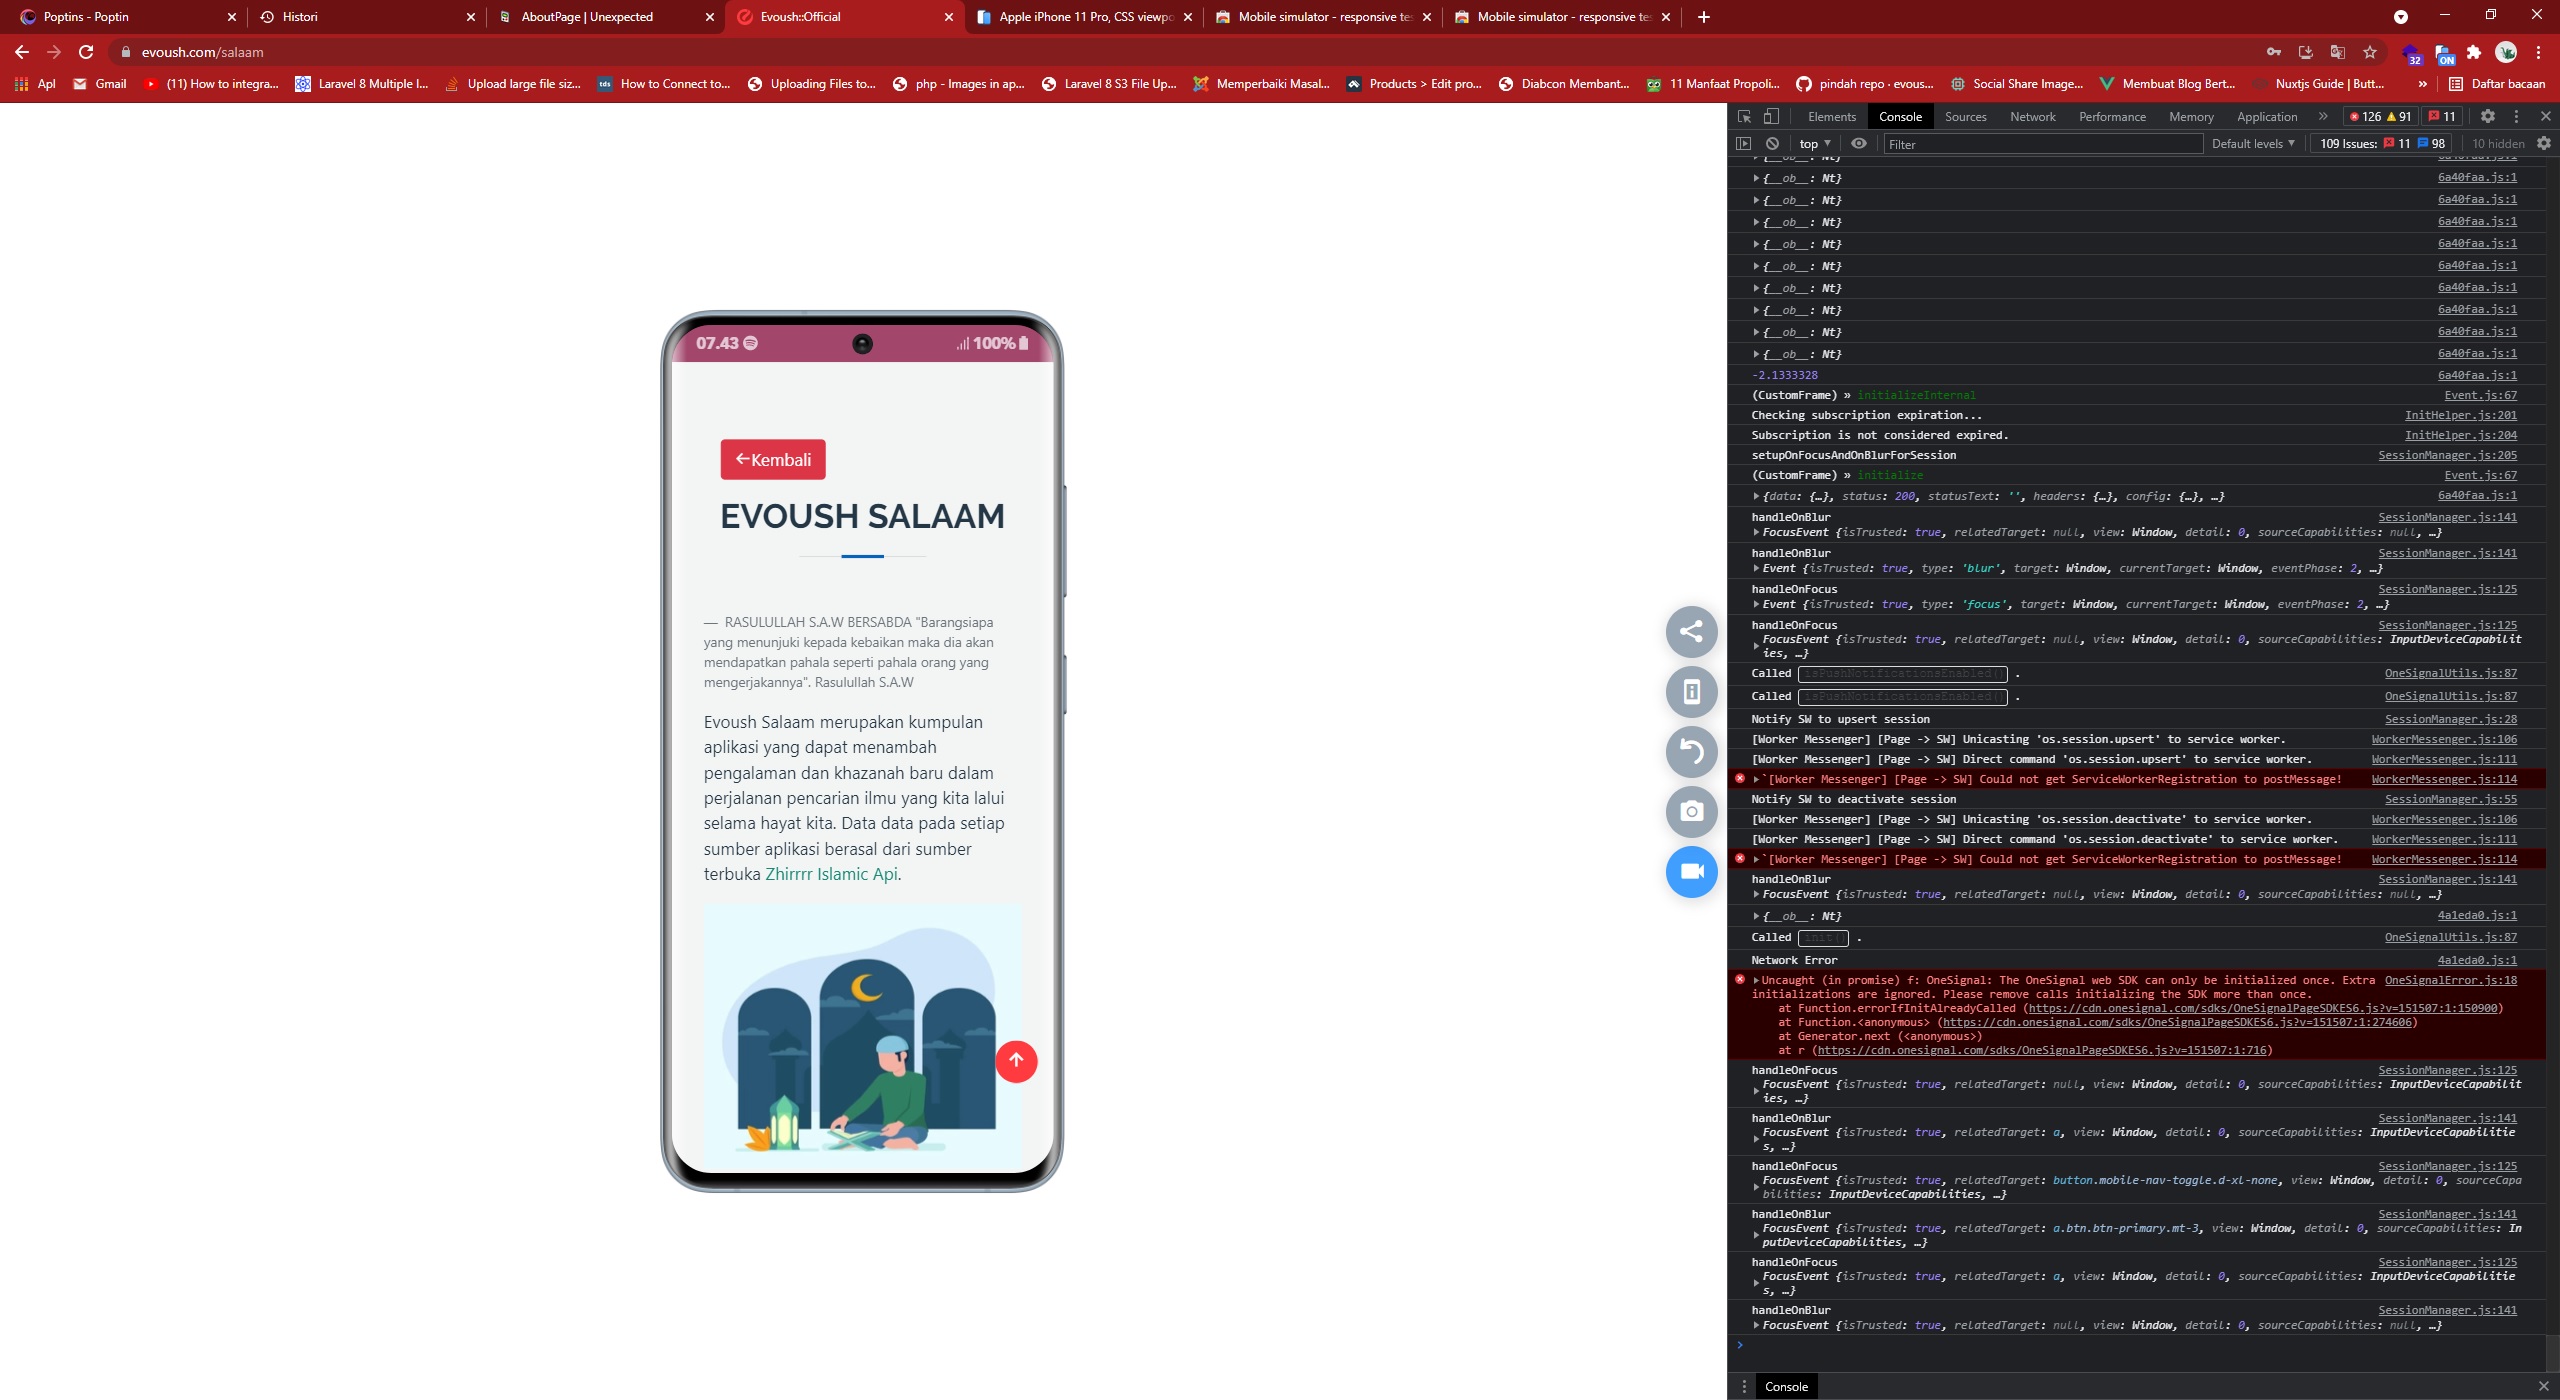 Poptins - Poptin
Histori
AboutPage | Unexpected
Evoush::Official
Apple iPhone 11 Pro, CSS viewpo
Mobile simulator - responsive te
Mobile simulator - responsive te
evoush.com/salaam
32
ON
Apl
Gmail
(11) How to integra...
Laravel 8 Multiple I...
Upload large file siz...
tds
How to Connect to...
Uploading Files to...
php - Images in ap...
Laravel 8 S3 File Up...
Memperbaiki Masal...
Products > Edit pro...
Diabcon Membant...
11 Manfaat Propoli...
pindah repo · evous...
Social Share Image...
Membuat Blog Bert...
Nuxtjs Guide | Butt...
»
Daftar bacaan
07.43
100%
←Kembali
EVOUSH SALAAM
— RASULULLAH S.A.W BERSABDA "Barangsiapa
yang menunjuki kepada kebaikan maka dia akan
mendapatkan pahala seperti pahala orang yang
mengerjakannya". Rasulullah S.A.W
Evoush Salaam merupakan kumpulan
aplikasi yang dapat menambah
pengalaman dan khazanah baru dalam
perjalanan pencarian ilmu yang kita lalui
selama hayat kita. Data data pada setiap
sumber aplikasi berasal dari sumber
terbuka Zhirrrr Islamic Api.
Elements Console Sources Network Performance Memory Application » 126 91 11
top Filter Default levels 109 Issues: 11 98 10 hidden
{__ob__: Nt} 6a40faa.js:1
{__ob__: Nt} 6a40faa.js:1
{__ob__: Nt} 6a40faa.js:1
{__ob__: Nt} 6a40faa.js:1
{__ob__: Nt} 6a40faa.js:1
{__ob__: Nt} 6a40faa.js:1
{__ob__: Nt} 6a40faa.js:1
{__ob__: Nt} 6a40faa.js:1
{__ob__: Nt} 6a40faa.js:1
-2.1333328 6a40faa.js:1
(CustomFrame) » initializeInternal Event.js:67
Checking subscription expiration... InitHelper.js:201
Subscription is not considered expired. InitHelper.js:204
setupOnFocusAndOnBlurForSession SessionManager.js:205
(CustomFrame) » initialize Event.js:67
{data: {…}, status: 200, statusText: '', headers: {…}, config: {…}, …} 6a40faa.js:1
handleOnBlur SessionManager.js:141
FocusEvent {isTrusted: true, relatedTarget: null, view: Window, detail: 0, sourceCapabilities: null, …}
handleOnBlur SessionManager.js:141
Event {isTrusted: true, type: 'blur', target: Window, currentTarget: Window, eventPhase: 2, …}
handleOnFocus SessionManager.js:125
Event {isTrusted: true, type: 'focus', target: Window, currentTarget: Window, eventPhase: 2, …}
handleOnFocus SessionManager.js:125
FocusEvent {isTrusted: true, relatedTarget: null, view: Window, detail: 0, sourceCapabilities: InputDeviceCapabilit
ies, …}
Called isPushNotificationsEnabled() . OneSignalUtils.js:87
Called isPushNotificationsEnabled() . OneSignalUtils.js:87
Notify SW to upsert session SessionManager.js:28
[Worker Messenger] [Page -> SW] Unicasting 'os.session.upsert' to service worker. WorkerMessenger.js:106
[Worker Messenger] [Page -> SW] Direct command 'os.session.upsert' to service worker. WorkerMessenger.js:111
`[Worker Messenger] [Page -> SW] Could not get ServiceWorkerRegistration to postMessage! WorkerMessenger.js:114
Notify SW to deactivate session SessionManager.js:55
[Worker Messenger] [Page -> SW] Unicasting 'os.session.deactivate' to service worker. WorkerMessenger.js:106
[Worker Messenger] [Page -> SW] Direct command 'os.session.deactivate' to service worker. WorkerMessenger.js:111
`[Worker Messenger] [Page -> SW] Could not get ServiceWorkerRegistration to postMessage! WorkerMessenger.js:114
handleOnBlur SessionManager.js:141
FocusEvent {isTrusted: true, relatedTarget: null, view: Window, detail: 0, sourceCapabilities: null, …}
{__ob__: Nt} 4a1eda0.js:1
Called init() . OneSignalUtils.js:87
Network Error 4a1eda0.js:1
Uncaught (in promise) f: OneSignal: The OneSignal web SDK can only be initialized once. Extra OneSignalError.js:18
initializations are ignored. Please remove calls initializing the SDK more than once.
at Function.errorIfInitAlreadyCalled (https://cdn.onesignal.com/sdks/OneSignalPageSDKES6.js?v=151507:1:150900)
at Function.<anonymous> (https://cdn.onesignal.com/sdks/OneSignalPageSDKES6.js?v=151507:1:274606)
at Generator.next (<anonymous>)
at r (https://cdn.onesignal.com/sdks/OneSignalPageSDKES6.js?v=151507:1:716)
handleOnFocus SessionManager.js:125
FocusEvent {isTrusted: true, relatedTarget: null, view: Window, detail: 0, sourceCapabilities: InputDeviceCapabilit
ies, …}
handleOnBlur SessionManager.js:141
FocusEvent {isTrusted: true, relatedTarget: a, view: Window, detail: 0, sourceCapabilities: InputDeviceCapabilitie
s, …}
handleOnFocus SessionManager.js:125
FocusEvent {isTrusted: true, relatedTarget: button.mobile-nav-toggle.d-xl-none, view: Window, detail: 0, sourceCapa
bilities: InputDeviceCapabilities, …}
handleOnBlur SessionManager.js:141
FocusEvent {isTrusted: true, relatedTarget: a.btn.btn-primary.mt-3, view: Window, detail: 0, sourceCapabilities: In
putDeviceCapabilities, …}
handleOnFocus SessionManager.js:125
FocusEvent {isTrusted: true, relatedTarget: a, view: Window, detail: 0, sourceCapabilities: InputDeviceCapabilitie
s, …}
handleOnBlur SessionManager.js:141
FocusEvent {isTrusted: true, relatedTarget: null, view: Window, detail: 0, sourceCapabilities: null, …}
Console